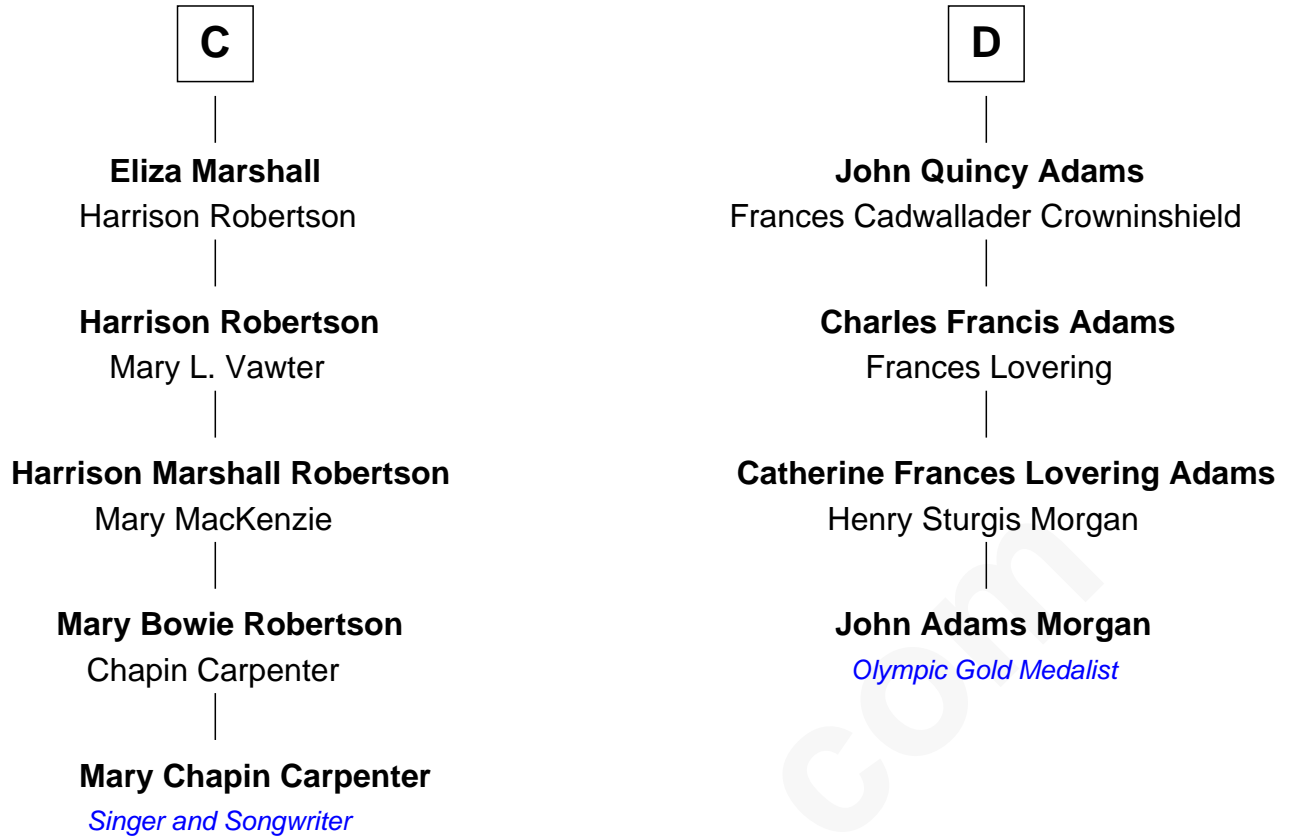 C
Eliza Marshall
Harrison Robertson
Harrison Robertson
Mary L. Vawter
Harrison Marshall Robertson
Mary MacKenzie
Mary Bowie Robertson
Chapin Carpenter
Mary Chapin Carpenter
Singer and Songwriter
D
John Quincy Adams
Frances Cadwallader Crowninshield
Charles Francis Adams
Frances Lovering
Catherine Frances Lovering Adams
Henry Sturgis Morgan
John Adams Morgan
Olympic Gold Medalist
com